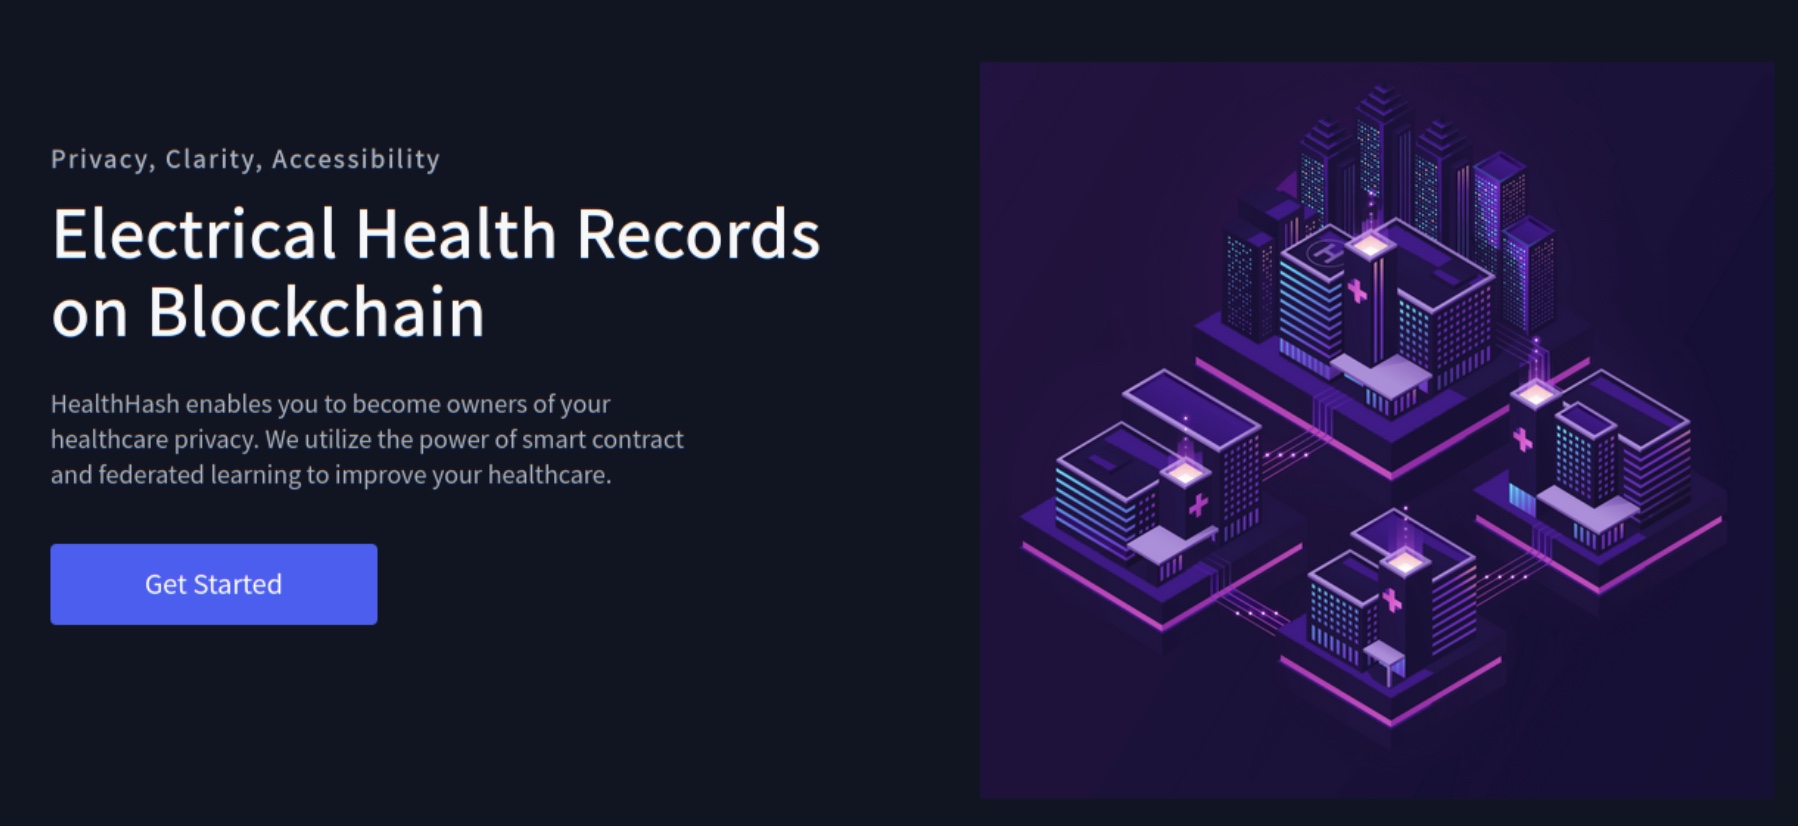 Privacy, Clarity, Accessibility
Electrical Health Records
on Blockchain
HealthHash enables you to become owners of your
healthcare privacy. We utilize the power of smart contract
and federated learning to improve your healthcare.
Get Started
H